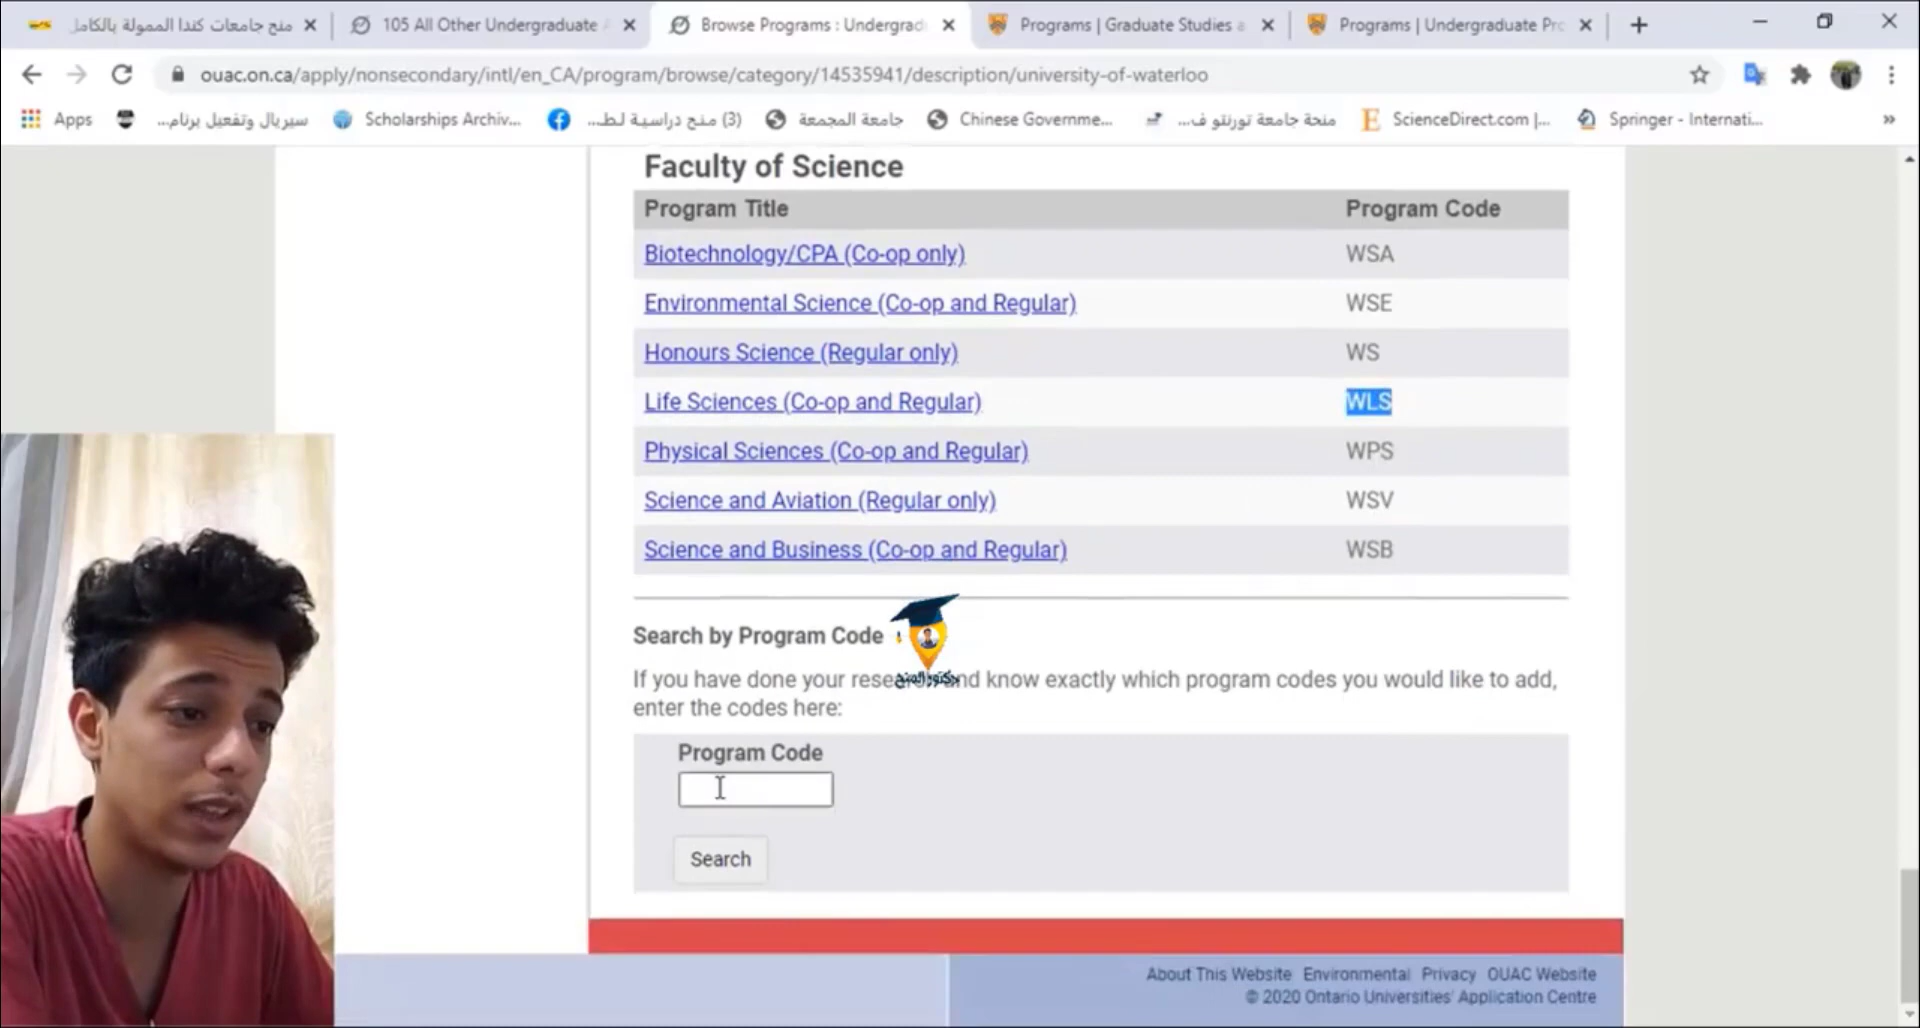 منح جامعات كندا الممولة بالكامل
105 All Other Undergraduate A
Browse Programs : Undergrad
Programs | Graduate Studies a
Programs | Undergraduate Pro
ouac.on.ca/apply/nonsecondary/intl/en_CA/program/browse/category/14535941/description/university-of-waterloo
Apps
سيريال وتفعيل برنام...
Scholarships Archiv...
(3) منح دراسية لط...
جامعة المجمعة
Chinese Governme...
منحة جامعة تورنتو ف...
ScienceDirect.com |...
Springer - Internati...
»
Faculty of Science
Program Title Program Code
Biotechnology/CPA (Co-op only) WSA
Environmental Science (Co-op and Regular) WSE
Honours Science (Regular only) WS
Life Sciences (Co-op and Regular) WLS
Physical Sciences (Co-op and Regular) WPS
Science and Aviation (Regular only) WSV
Science and Business (Co-op and Regular) WSB
Search by Program Code
If you have done your rese and know exactly which program codes you would like to add,
دكتور المنح
enter the codes here:
Program Code
Search
About This Website Environmental Privacy OUAC Website
© 2020 Ontario Universities' Application Centre